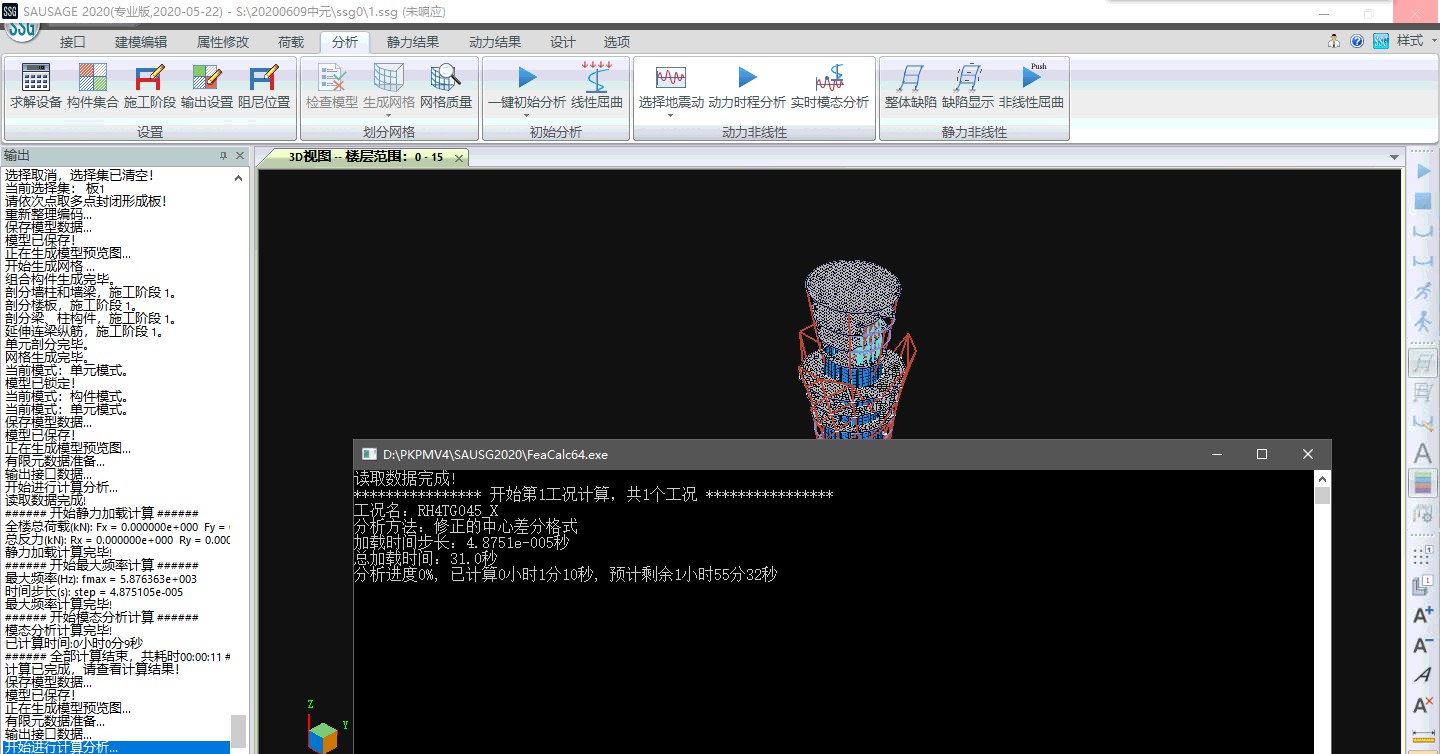 SSG SAUSAGE 2020(专业版,2020-05-22) - S:\20200609中元\ssg0\1.ssg (未响应)
SSG
接口 建模编辑 属性修改 荷载 分析 静力结果 动力结果 设计 选项 样式
求解设备 构件集合 施工阶段 输出设置 阻尼位置 检查模型 生成网格 网格质量 一键初始分析 线性屈曲 选择地震动 动力时程分析 实时模态分析 整体缺陷 缺陷显示 Push 非线性屈曲
设置 划分网格 初始分析 动力非线性 静力非线性
输出
3D视图 -- 楼层范围：0 - 15
选择取消，选择集已清空!
当前选择集： 板1
请依次点取多点封闭形成板!
重新整理编码...
保存模型数据...
模型已保存!
正在生成模型预览图...
开始生成网格 ...
组合构件生成完毕。
剖分墙柱和墙梁，施工阶段 1。
剖分楼板，施工阶段 1。
剖分梁、柱构件，施工阶段 1。
延伸连梁纵筋，施工阶段 1。
单元剖分完毕。
网格生成完毕。
当前模式：单元模式。
模型已锁定!
当前模式：构件模式。
当前模式：单元模式。
保存模型数据...
模型已保存!
正在生成模型预览图...
有限元数据准备...
输出接口数据...
开始进行计算分析...
读取数据完成!
###### 开始静力加载计算 ######
全楼总荷载(kN): Fx = 0.000000e+000 Fy =
总反力(kN): Rx = 0.000000e+000 Ry = 0.000
静力加载计算完毕!
###### 开始最大频率计算 ######
最大频率(Hz): fmax = 5.876363e+003
时间步长(s): step = 4.875105e-005
最大频率计算完毕!
###### 开始模态分析计算 ######
模态分析计算完毕!
已计算时间:0小时0分9秒
###### 全部计算结束，共耗时00:00:11 #
计算已完成，请查看计算结果!
保存模型数据...
模型已保存!
正在生成模型预览图...
有限元数据准备...
输出接口数据...
开始进行计算分析...
D:\PKPMV4\SAUSG2020\FeaCalc64.exe
读取数据完成!
**************** 开始第1工况计算，共1个工况 ****************
工况名：RH4TG045_X
分析方法：修正的中心差分格式
加载时间步长：4.8751e-005秒
总加载时间：31.0秒
分析进度0%, 已计算0小时1分10秒, 预计剩余1小时55分32秒
Z
Y